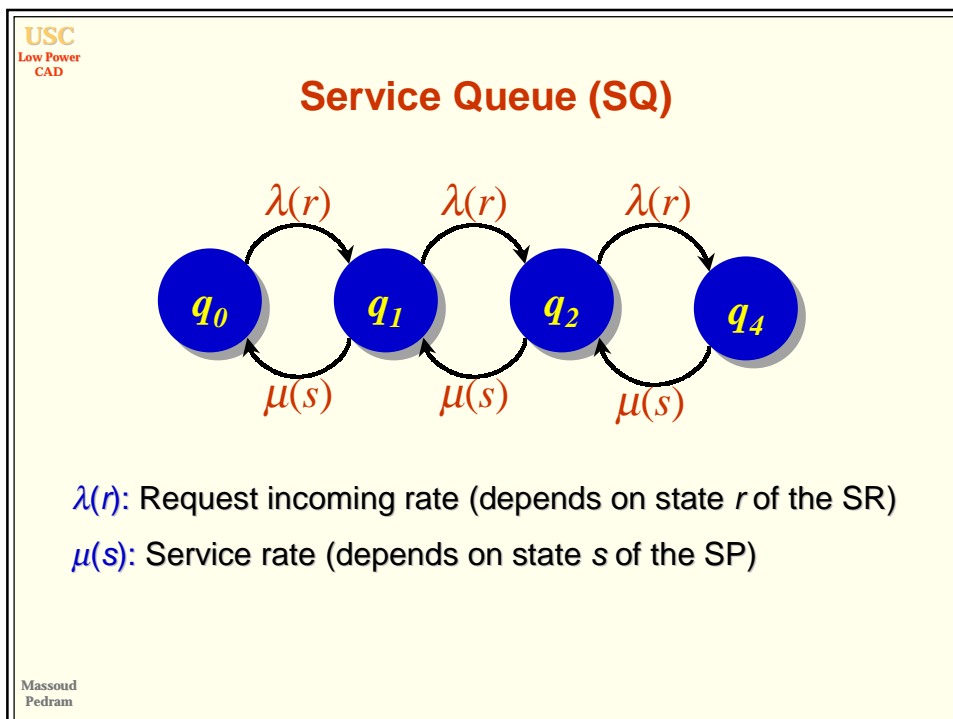 USC
Low Power
CAD
Service Queue (SQ)
λ(r) λ(r) λ(r)
q0 q1 q2 q4
μ(s) μ(s) μ(s)
λ(r): Request incoming rate (depends on state r of the SR)
μ(s): Service rate (depends on state s of the SP)
Massoud
Pedram